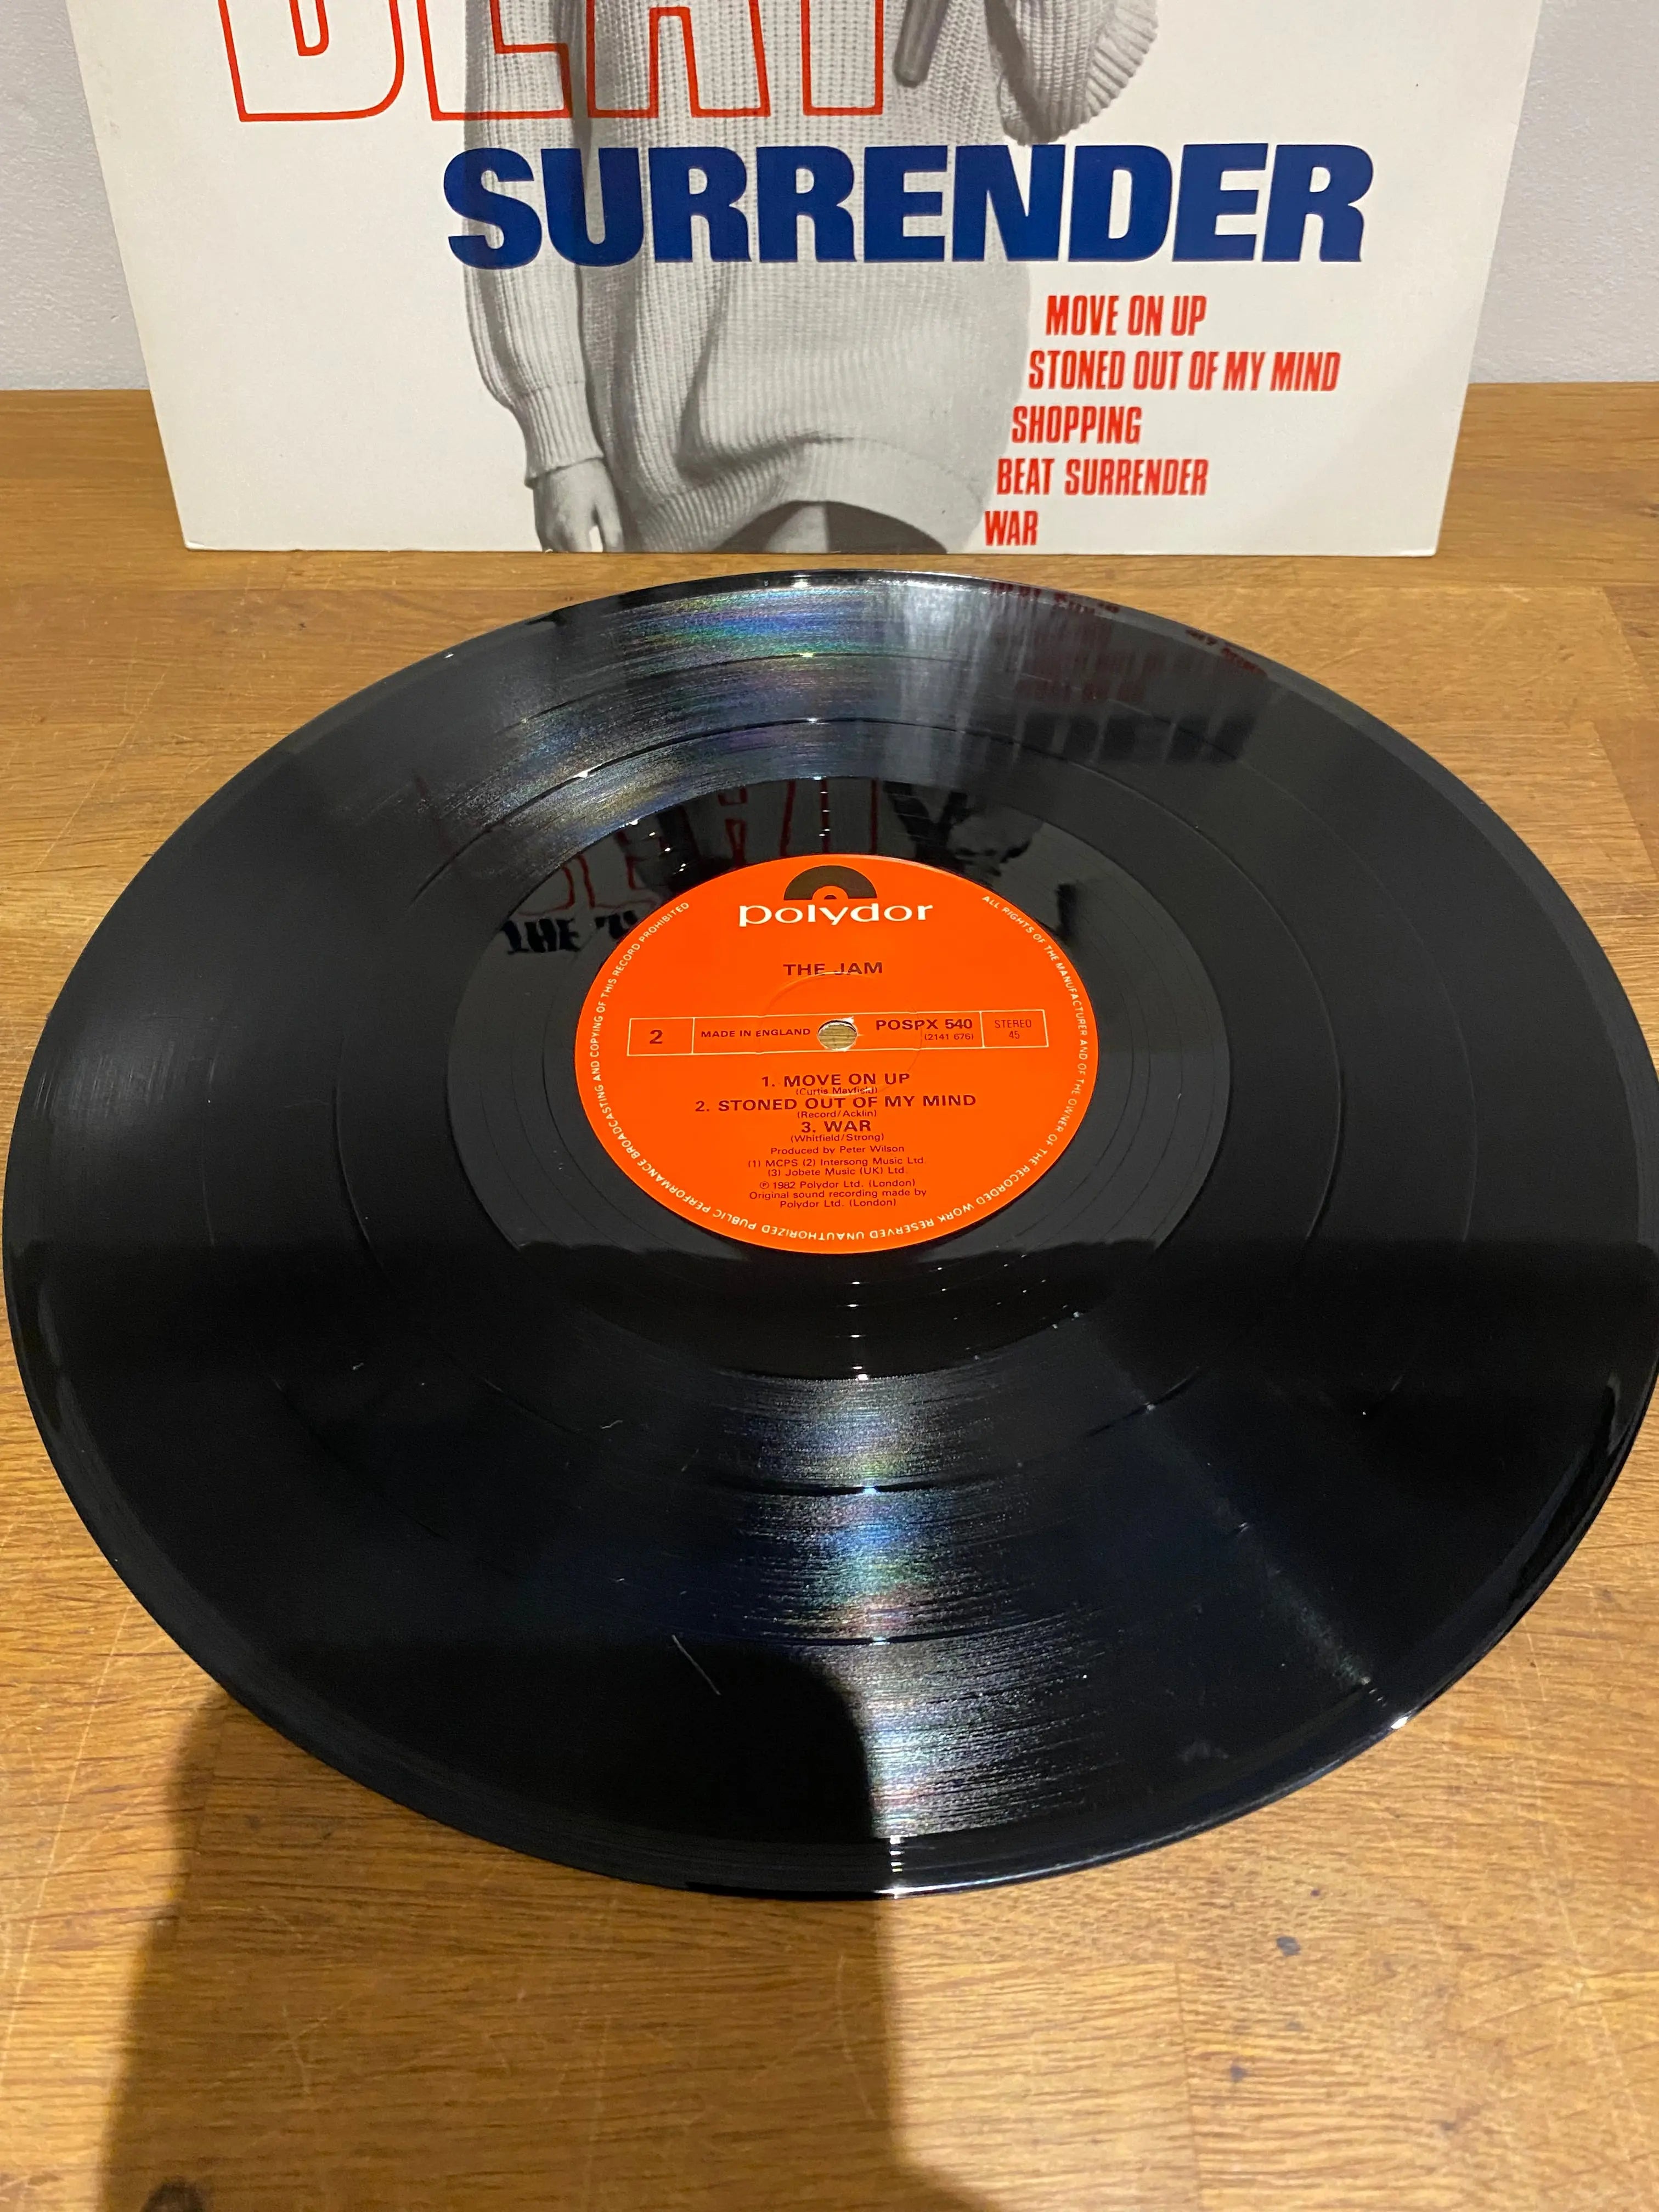 BEAT
SURRENDER
MOVE ON UP
STONED OUT OF MY MIND
SHOPPING
BEAT SURRENDER
WAR
polydor
THE JAM
2
MADE IN ENGLAND
POSPX 540
(2141 676)
STEREO
45
1. MOVE ON UP
(Curtis Mayfield)
2. STONED OUT OF MY MIND
(Record/Acklin)
3. WAR
(Whitfield/Strong)
Produced by Peter Wilson
(1) MCPS (2) Intersong Music Ltd.
(3) Jobete Music (UK) Ltd.
℗ 1982 Polydor Ltd. (London)
Original sound recording made by
Polydor Ltd. (London)
ALL RIGHTS OF THE MANUFACTURER AND OF THE OWNER OF THE RECORDED WORK RESERVED UNAUTHORIZED PUBLIC PERFORMANCE BROADCASTING AND COPYING OF THIS RECORD PROHIBITED